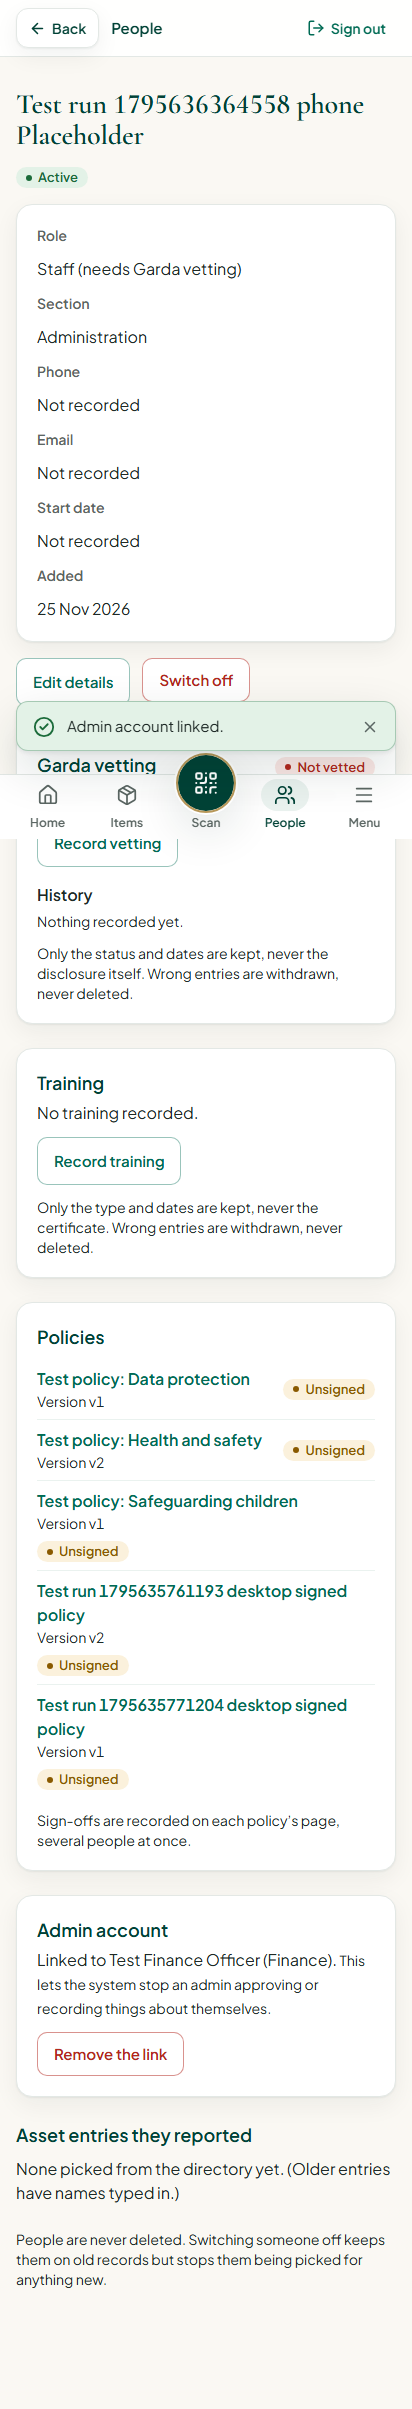 Back
People
Sign out
Test run 1795636364558 phone
Placeholder
Active
Role
Staff (needs Garda vetting)
Section
Administration
Phone
Not recorded
Email
Not recorded
Start date
Not recorded
Added
25 Nov 2026
Edit details
Switch off
Admin account linked.
Garda vetting
Not vetted
Home
Items
Scan
People
Menu
Record vetting
History
Nothing recorded yet.
Only the status and dates are kept, never the
disclosure itself. Wrong entries are withdrawn,
never deleted.
Training
No training recorded.
Record training
Only the type and dates are kept, never the
certificate. Wrong entries are withdrawn, never
deleted.
Policies
Test policy: Data protection
Unsigned
Version v1
Test policy: Health and safety
Unsigned
Version v2
Test policy: Safeguarding children
Version v1
Unsigned
Test run 1795635761193 desktop signed
policy
Version v2
Unsigned
Test run 1795635771204 desktop signed
policy
Version v1
Unsigned
Sign-offs are recorded on each policy's page,
several people at once.
Admin account
Linked to Test Finance Officer (Finance). This
lets the system stop an admin approving or
recording things about themselves.
Remove the link
Asset entries they reported
None picked from the directory yet. (Older entries
have names typed in.)
People are never deleted. Switching someone off keeps
them on old records but stops them being picked for
anything new.